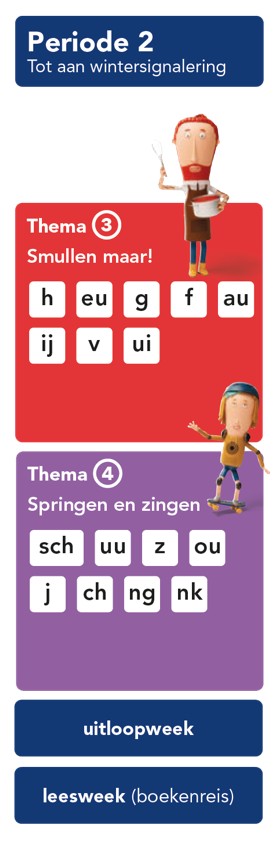 Periode 2
Tot aan wintersignalering
Thema 3
Smullen maar!
h eu g f au
ij v ui
Thema 4
Springen en zingen
sch uu z ou
j ch ng nk
uitloopweek
leesweek (boekenreis)